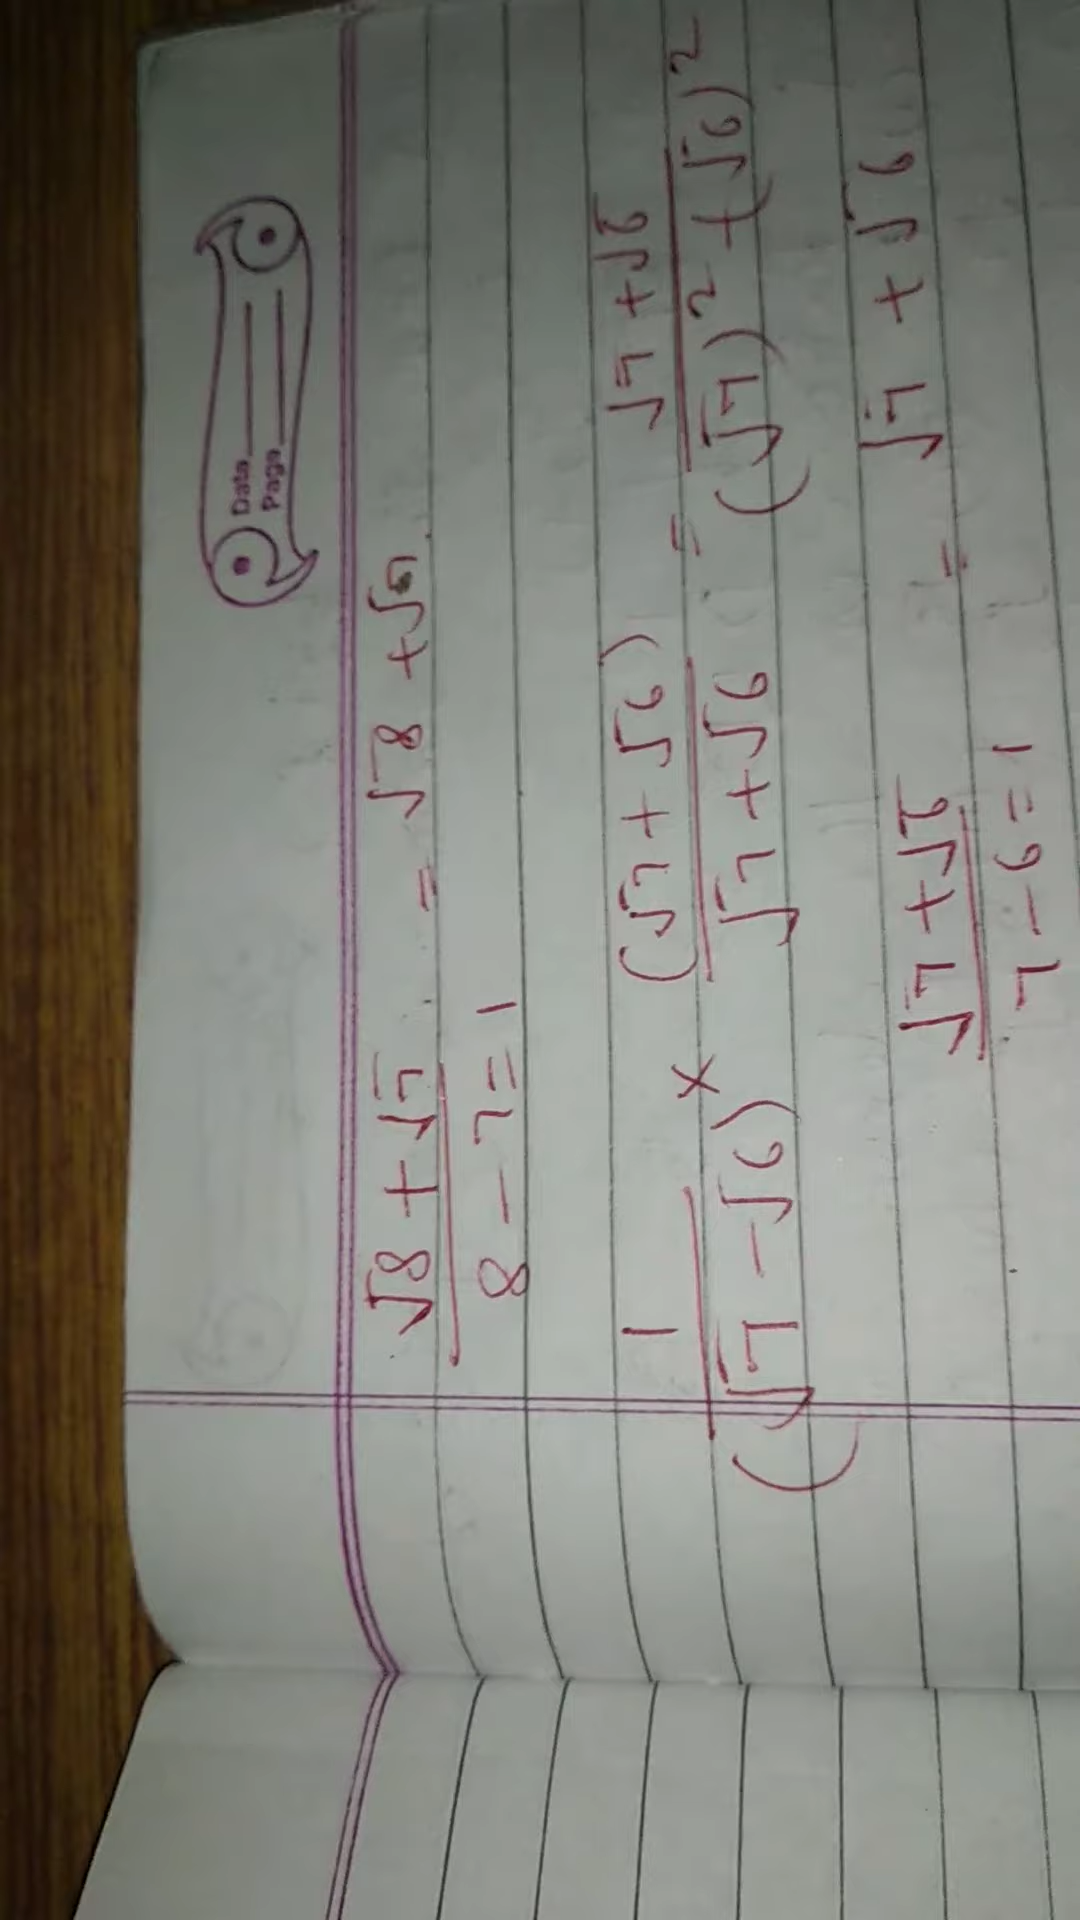 Date
Page
√8 + √7 / 8 - 7 = 1 = √8 + √7
1 / (√7 - √6) × (√7 + √6) / √7 + √6 = √7 + √6 / (√7)² + (√6)²
√7 + √6 / 7 - 6 = 1 = √7 + √6